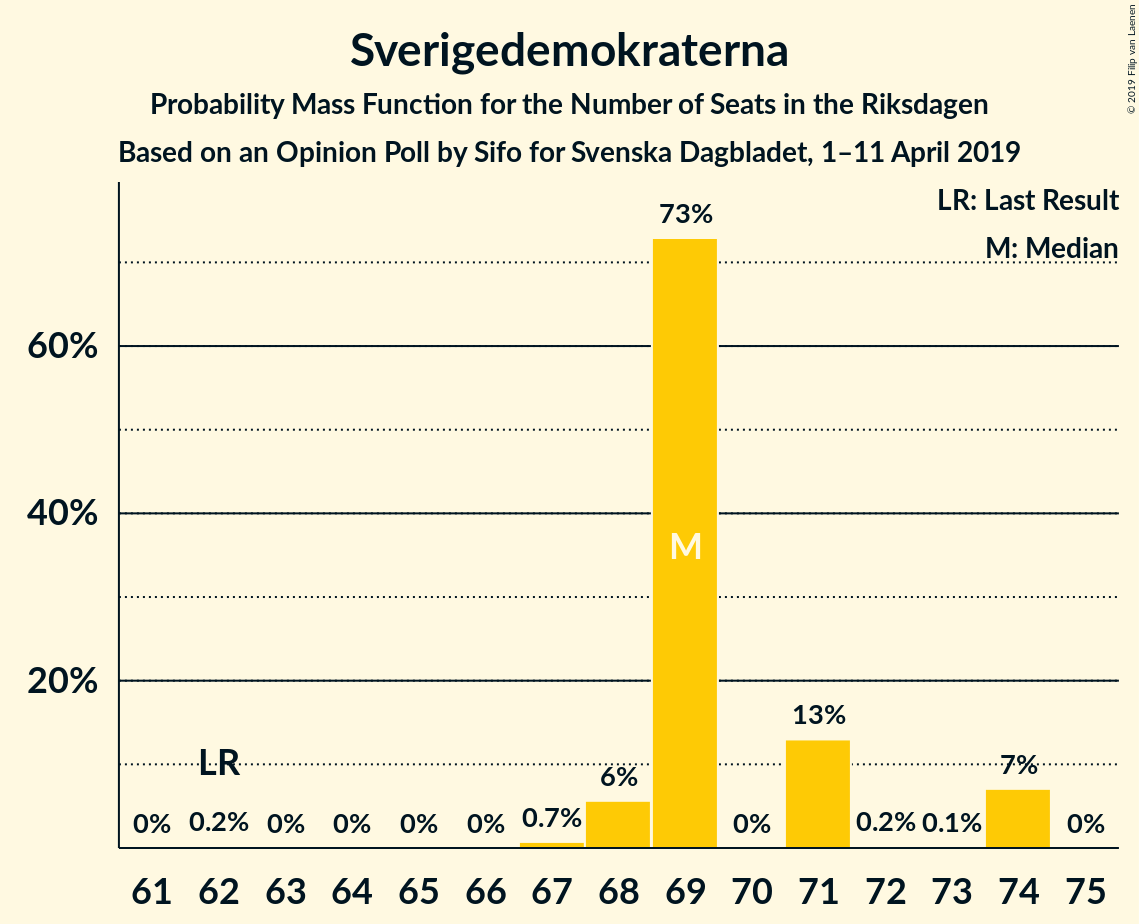 © 2019 Filip van Laenen
Sverigedemokraterna
Probability Mass Function for the Number of Seats in the Riksdagen
Based on an Opinion Poll by Sifo for Svenska Dagbladet, 1–11 April 2019
LR: Last Result
M: Median
60%
40%
20%
LR
M
0% 0.2% 0% 0% 0% 0% 0.7% 6% 73% 0% 13% 0.2% 0.1% 7% 0%
61 62 63 64 65 66 67 68 69 70 71 72 73 74 75